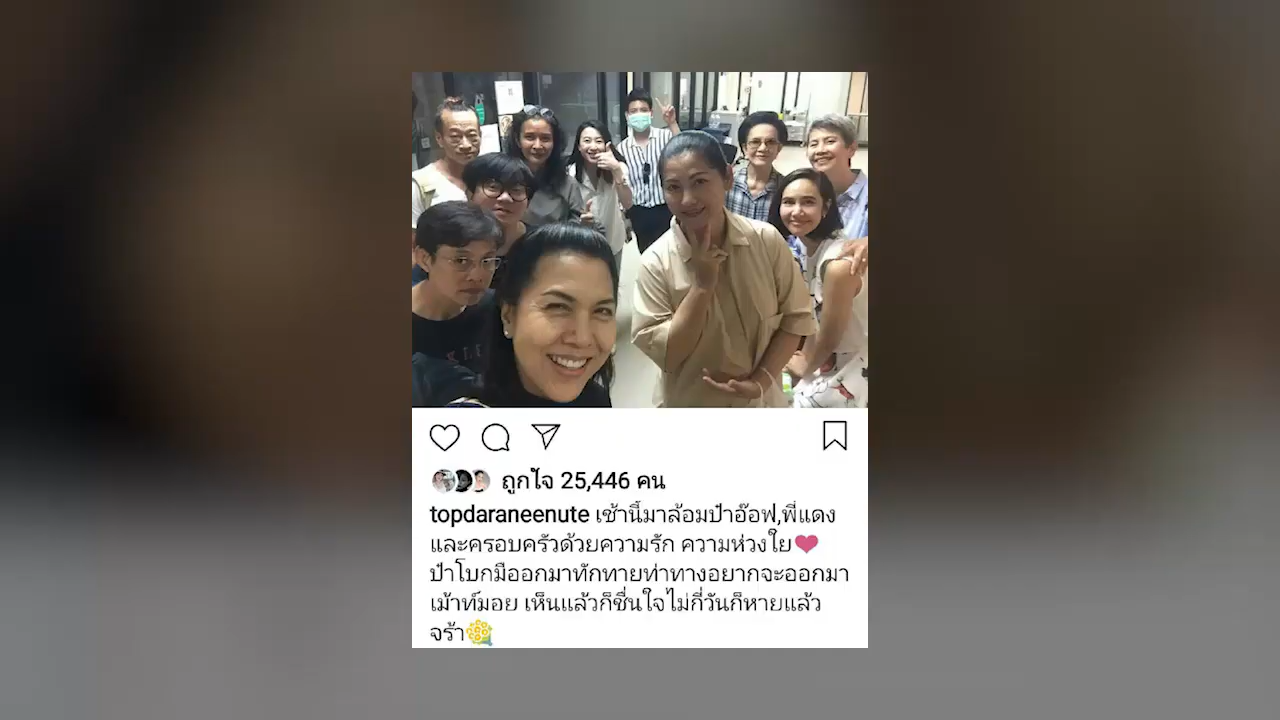 ถูกใจ 25,446 คน
topdaraneenute เช้านี้มาล้อมป๋าอ๊อฟ,พี่แดง
และครอบครัวด้วยความรัก ความห่วงใย❤
ป๋าโบกมือออกมาทักทายท่าทางอยากจะออกมา
เม้าท์มอย เห็นแล้วก็ชื่นใจไม่กี่วันก็หายแล้ว
จร้า💐